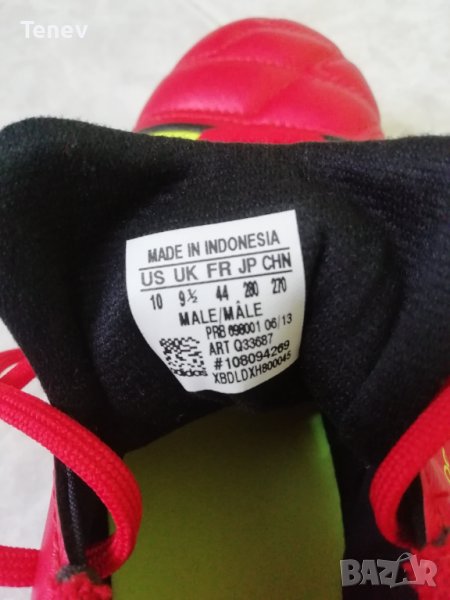 Tenev
MADE IN INDONESIA
US UK FR JP CHN
10 9½ 44 280 270
MALE/MÂLE
PRB 098001 06/13
ART Q33687
#108094269
XBDLDXH800045
adidas
BAZAR